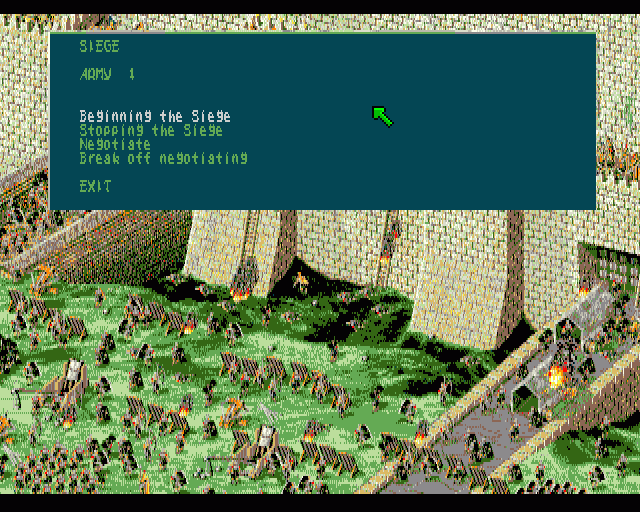 SIEGE
ARMY 1
Beginning the Siege
Stopping the Siege
Negotiate
Break off negotiating
EXIT